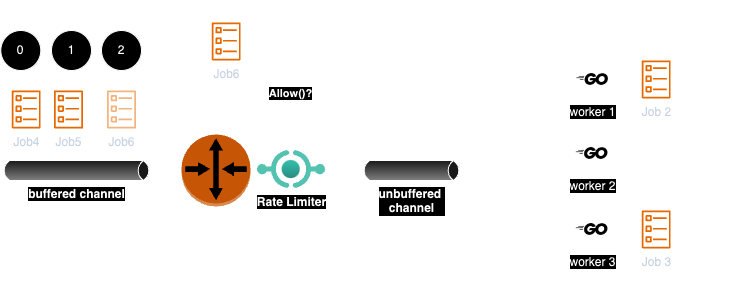 0
1
2
Job6
Allow()?
Job4
Job5
Job6
buffered channel
Rate Limiter
unbuffered
channel
GO
worker 1
Job 2
GO
worker 2
GO
worker 3
Job 3